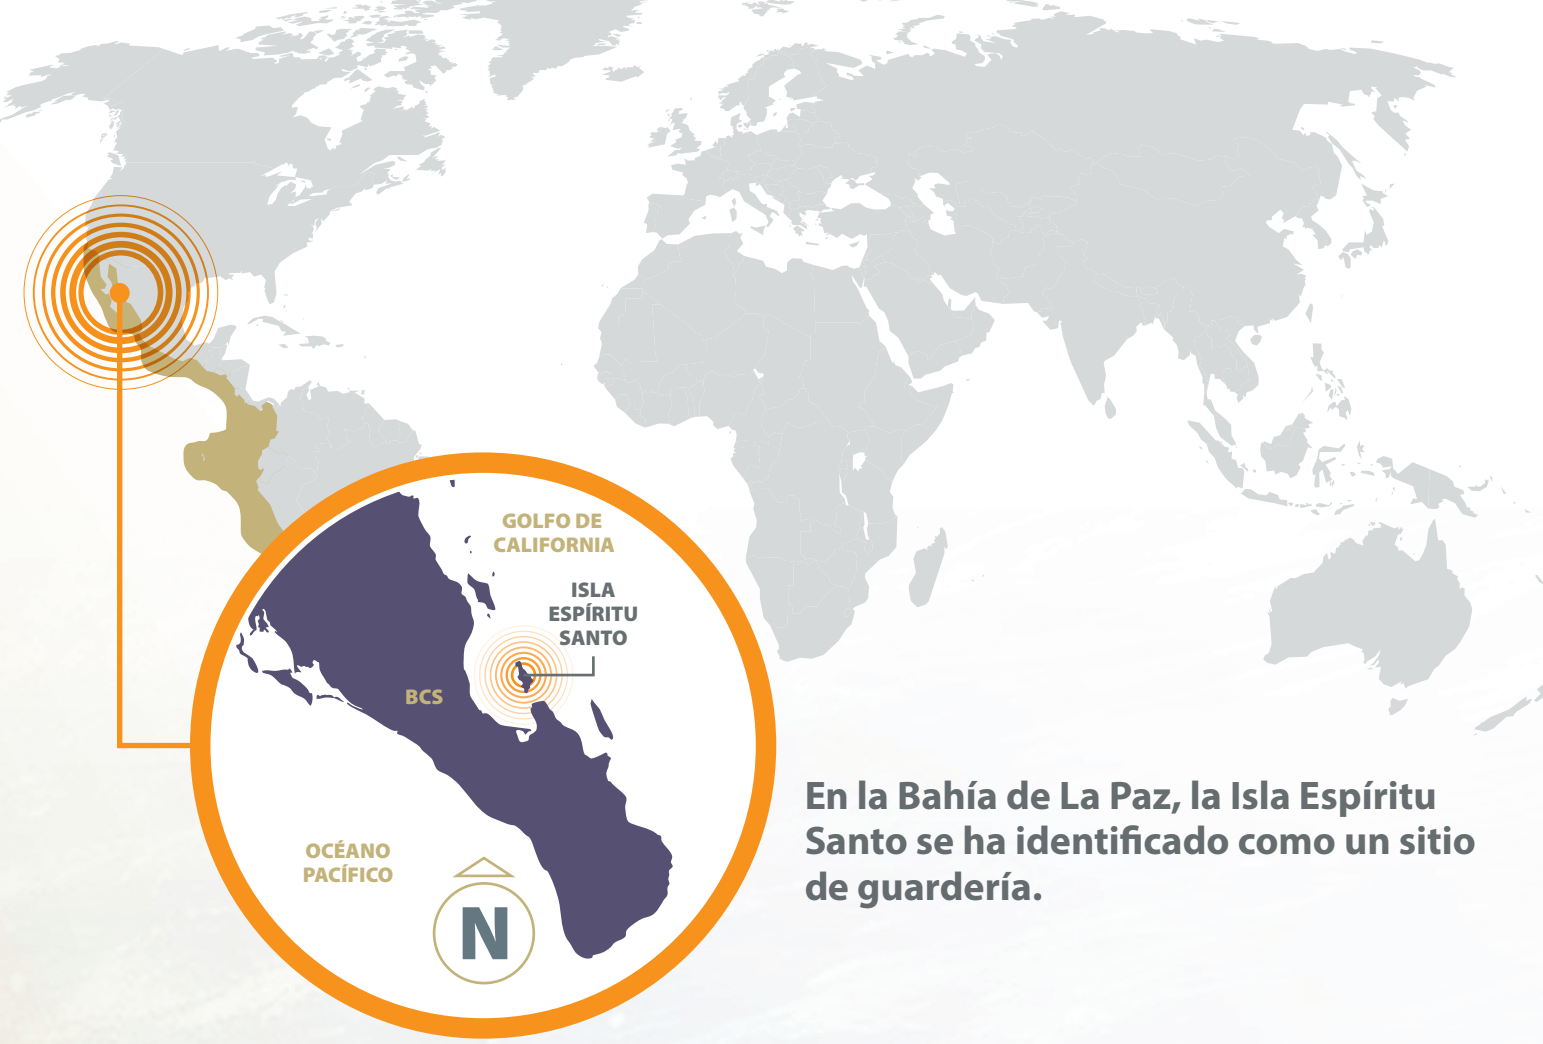 GOLFO DE
CALIFORNIA
ISLA
ESPÍRITU
SANTO
BCS
OCÉANO
PACÍFICO
N
En la Bahía de La Paz, la Isla Espíritu
Santo se ha identificado como un sitio
de guardería.